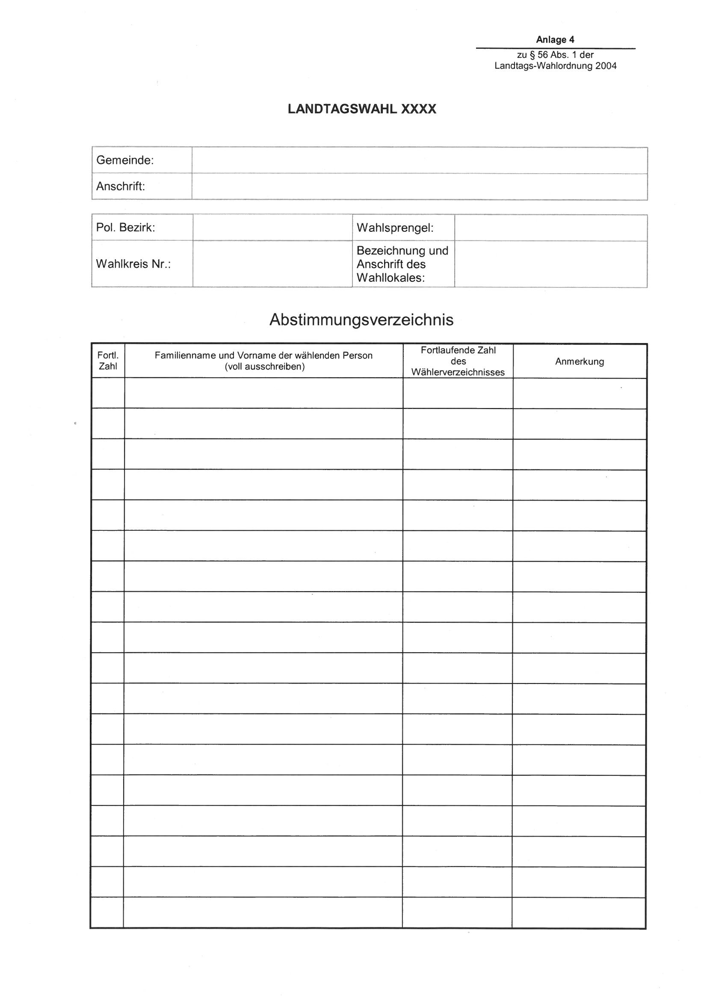 Anlage 4
zu § 56 Abs. 1 der
Landtags-Wahlordnung 2004
LANDTAGSWAHL XXXX
Gemeinde:
Anschrift:
Pol. Bezirk:
Wahlsprengel:
Wahlkreis Nr.:
Bezeichnung und
Anschrift des
Wahllokales:
Abstimmungsverzeichnis
Fortl.
Zahl
Familienname und Vorname der wählenden Person
(voll ausschreiben)
Fortlaufende Zahl
des
Wählerverzeichnisses
Anmerkung